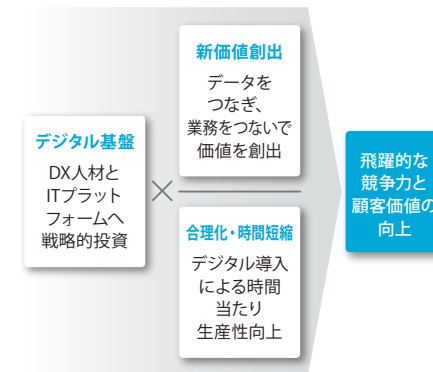 新価値創出
データを
つなぎ、
業務をつないで
価値を創出
デジタル基盤
DX人材と
ITプラット
フォームへ
戦略的投資
×
合理化・時間短縮
デジタル導入
による時間
当たり
生産性向上
飛躍的な
競争力と
顧客価値の
向上